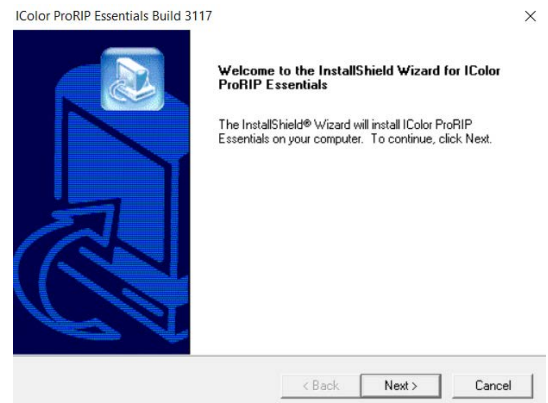 IColor ProRIP Essentials Build 3117
Welcome to the InstallShield Wizard for IColor
ProRIP Essentials
The InstallShield® Wizard will install IColor ProRIP
Essentials on your computer. To continue, click Next.
< Back
Next >
Cancel